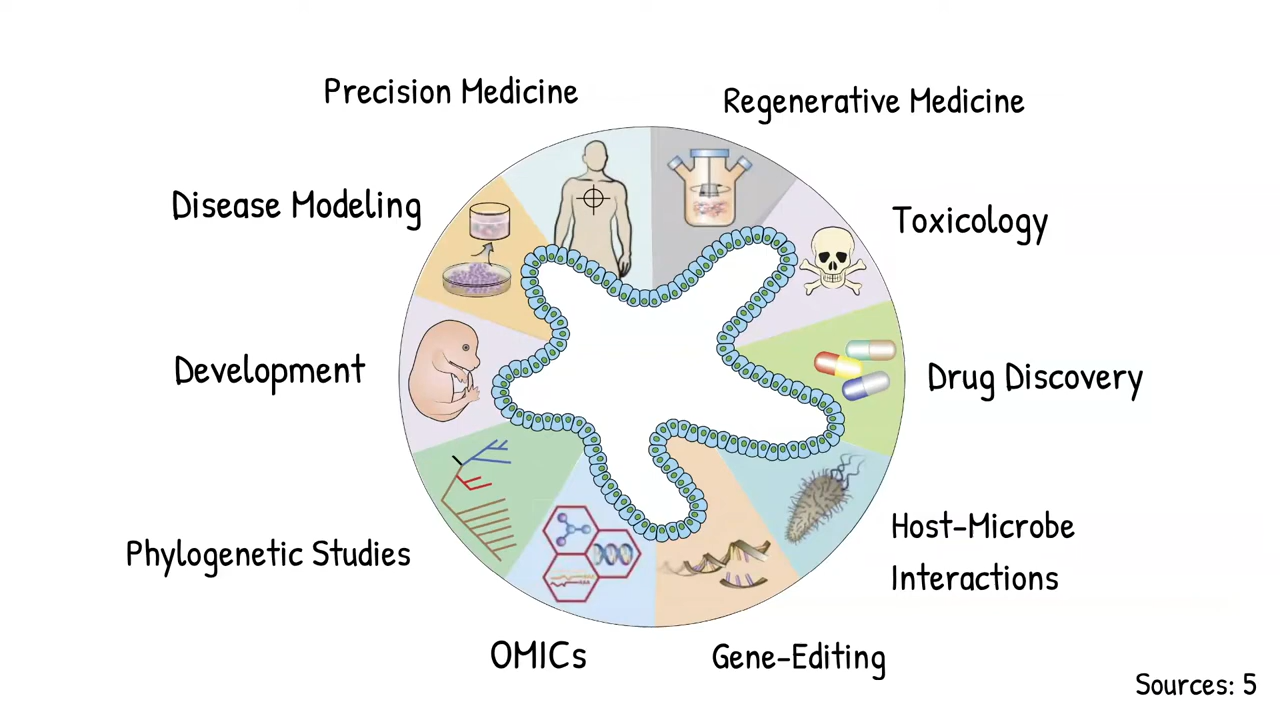 Precision Medicine
Regenerative Medicine
Disease Modeling
Toxicology
Development
Drug Discovery
Phylogenetic Studies
Host-Microbe
Interactions
OMICs
Gene-Editing
Sources: 5